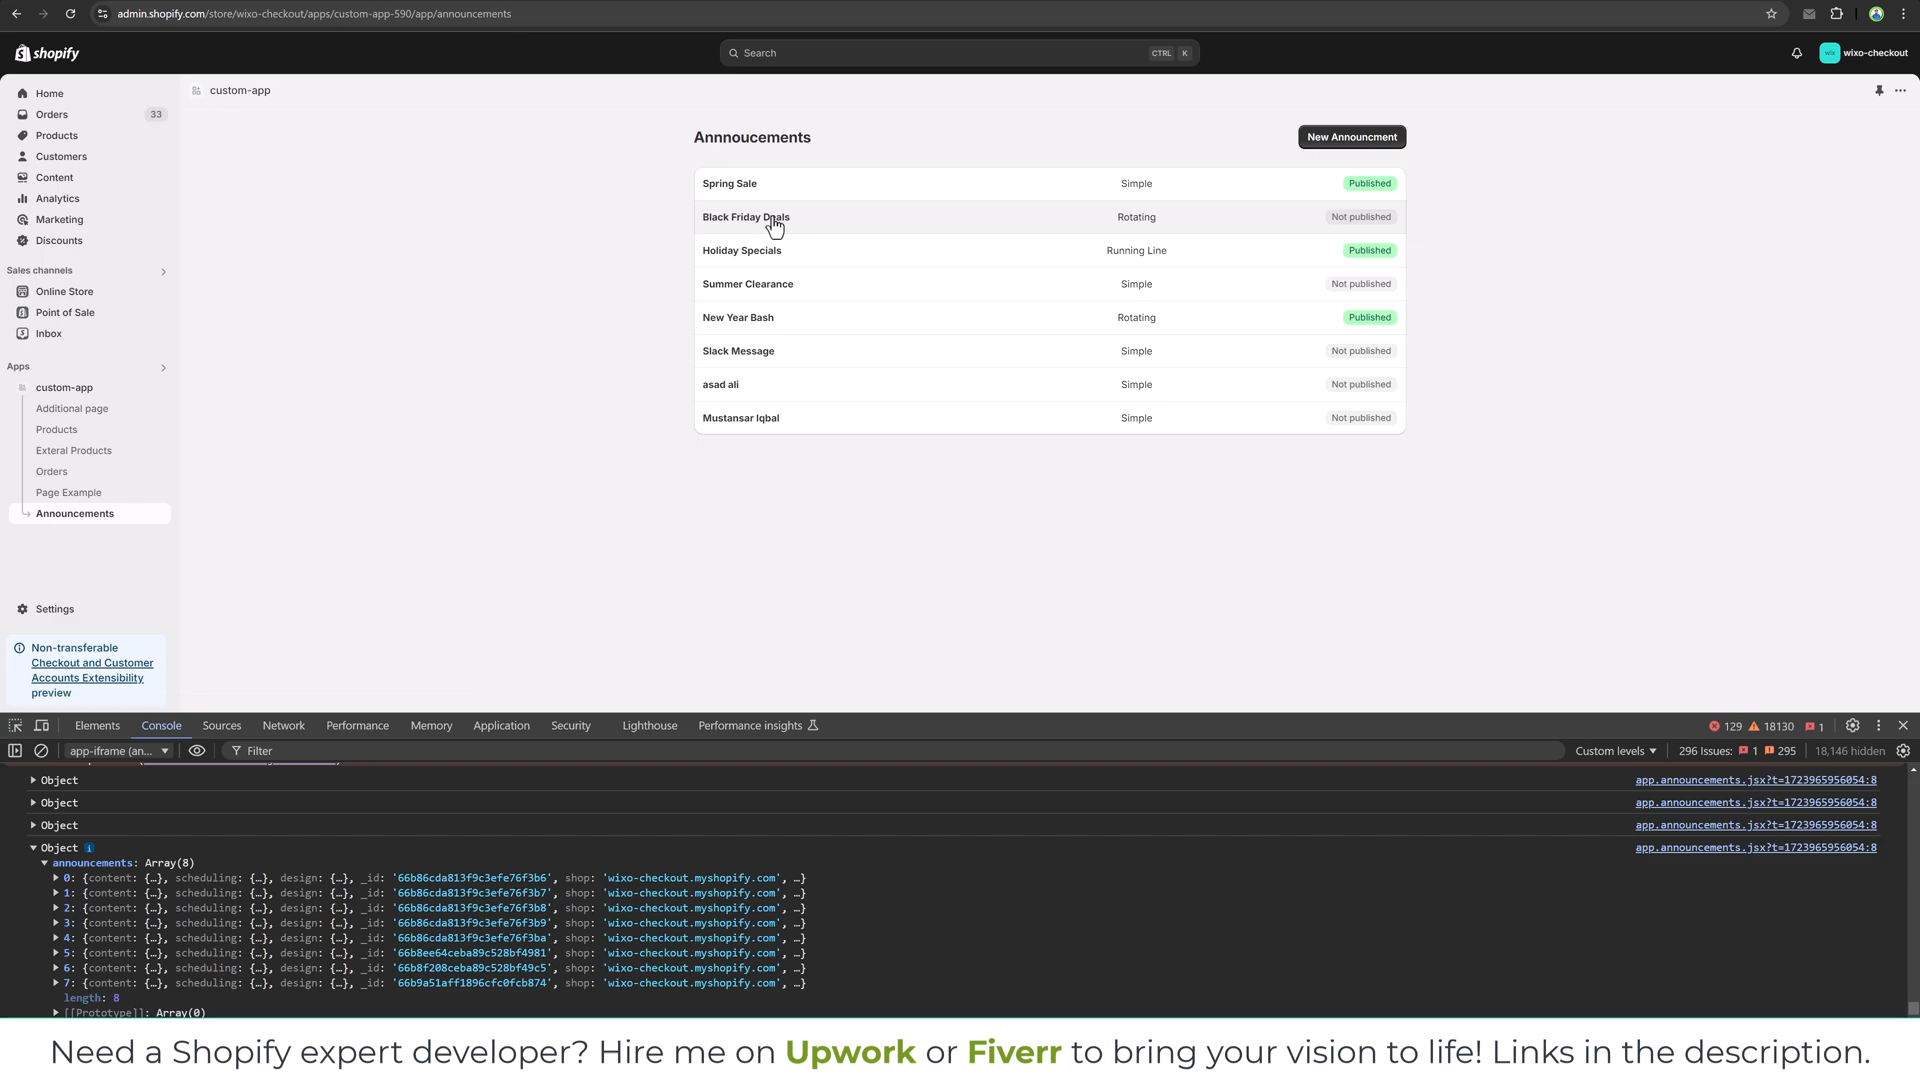 admin.shopify.com/store/wixo-checkout/apps/custom-app-590/app/announcements
shopify
Search
CTRL K
wix
wixo-checkout
Home
Orders 33
Products
Customers
Content
Analytics
Marketing
Discounts
Sales channels
Online Store
Point of Sale
Inbox
Apps
custom-app
Additional page
Products
Exteral Products
Orders
Page Example
Announcements
Settings
Non-transferable
Checkout and Customer
Accounts Extensibility
preview
custom-app
Annnoucements
New Announcment
Spring Sale Simple Published
Black Friday Deals Rotating Not published
Holiday Specials Running Line Published
Summer Clearance Simple Not published
New Year Bash Rotating Published
Slack Message Simple Not published
asad ali Simple Not published
Mustansar Iqbal Simple Not published
Elements Console Sources Network Performance Memory Application Security Lighthouse Performance insights 129 18130 1
app-iframe (an... Filter Custom levels 296 Issues: 1 295 18,146 hidden
Object app.announcements.jsx?t=1723965956054:8
Object app.announcements.jsx?t=1723965956054:8
Object app.announcements.jsx?t=1723965956054:8
Object i app.announcements.jsx?t=1723965956054:8
announcements: Array(8)
0: {content: {…}, scheduling: {…}, design: {…}, _id: '66b86cda813f9c3efe76f3b6', shop: 'wixo-checkout.myshopify.com', …}
1: {content: {…}, scheduling: {…}, design: {…}, _id: '66b86cda813f9c3efe76f3b7', shop: 'wixo-checkout.myshopify.com', …}
2: {content: {…}, scheduling: {…}, design: {…}, _id: '66b86cda813f9c3efe76f3b8', shop: 'wixo-checkout.myshopify.com', …}
3: {content: {…}, scheduling: {…}, design: {…}, _id: '66b86cda813f9c3efe76f3b9', shop: 'wixo-checkout.myshopify.com', …}
4: {content: {…}, scheduling: {…}, design: {…}, _id: '66b86cda813f9c3efe76f3ba', shop: 'wixo-checkout.myshopify.com', …}
5: {content: {…}, scheduling: {…}, design: {…}, _id: '66b8ee64ceba89c528bf4981', shop: 'wixo-checkout.myshopify.com', …}
6: {content: {…}, scheduling: {…}, design: {…}, _id: '66b8f208ceba89c528bf49c5', shop: 'wixo-checkout.myshopify.com', …}
7: {content: {…}, scheduling: {…}, design: {…}, _id: '66b9a51aff1896cfc0fcb874', shop: 'wixo-checkout.myshopify.com', …}
length: 8
[[Prototype]]: Array(0)
Need a Shopify expert developer? Hire me on Upwork or Fiverr to bring your vision to life! Links in the description.